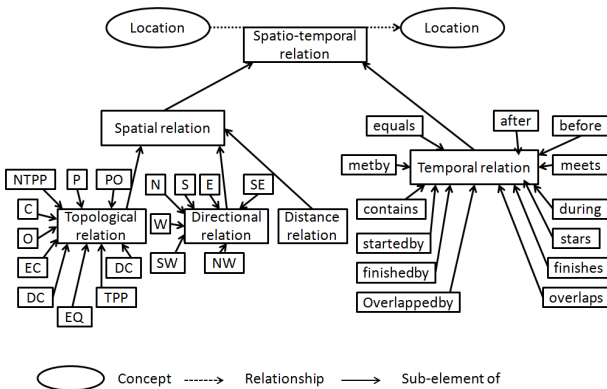 Location
Location
Spatio-temporal
relation
Spatial relation
equals
after
before
metby
Temporal relation
meets
NTPP
P
PO
N
S
E
SE
C
Topological
relation
W
Directional
relation
Distance
relation
contains
during
O
startedby
stars
EC
DC
SW
NW
finishedby
finishes
DC
TPP
Overlappedby
overlaps
EQ
Concept
Relationship
Sub-element of